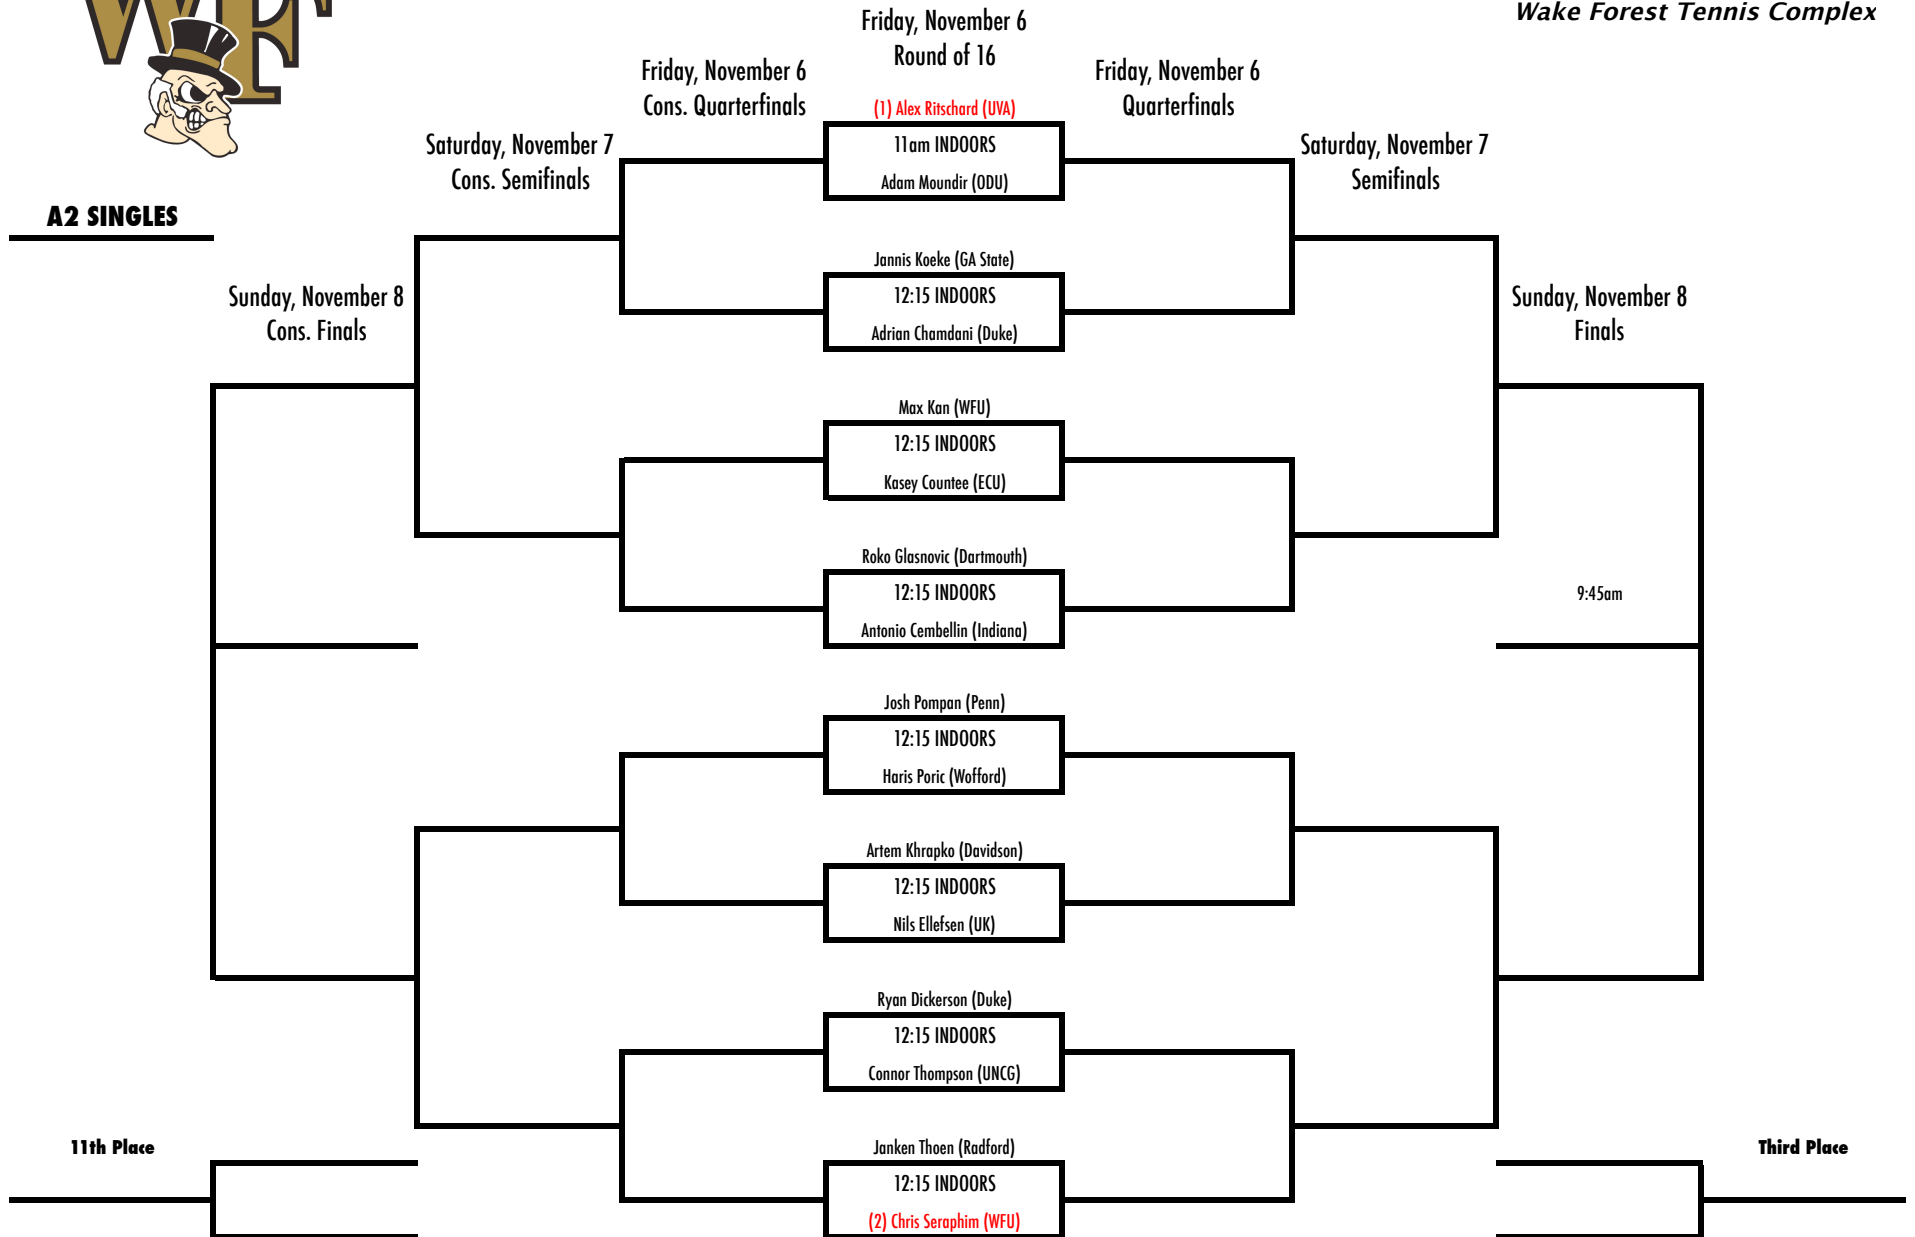 WF
Wake Forest Tennis Complex
Friday, November 6
Round of 16
Friday, November 6
Cons. Quarterfinals
Friday, November 6
Quarterfinals
Saturday, November 7
Cons. Semifinals
Saturday, November 7
Semifinals
A2 SINGLES
Sunday, November 8
Cons. Finals
Sunday, November 8
Finals
(1) Alex Ritschard (UVA)
11am INDOORS
Adam Moundir (ODU)
Jannis Koeke (GA State)
12:15 INDOORS
Adrian Chamdani (Duke)
Max Kan (WFU)
12:15 INDOORS
Kasey Countee (ECU)
Roko Glasnovic (Dartmouth)
12:15 INDOORS
Antonio Cembellin (Indiana)
9:45am
Josh Pompan (Penn)
12:15 INDOORS
Haris Poric (Wofford)
Artem Khrapko (Davidson)
12:15 INDOORS
Nils Ellefsen (UK)
Ryan Dickerson (Duke)
12:15 INDOORS
Connor Thompson (UNCG)
Janken Thoen (Radford)
12:15 INDOORS
(2) Chris Seraphim (WFU)
11th Place
Third Place